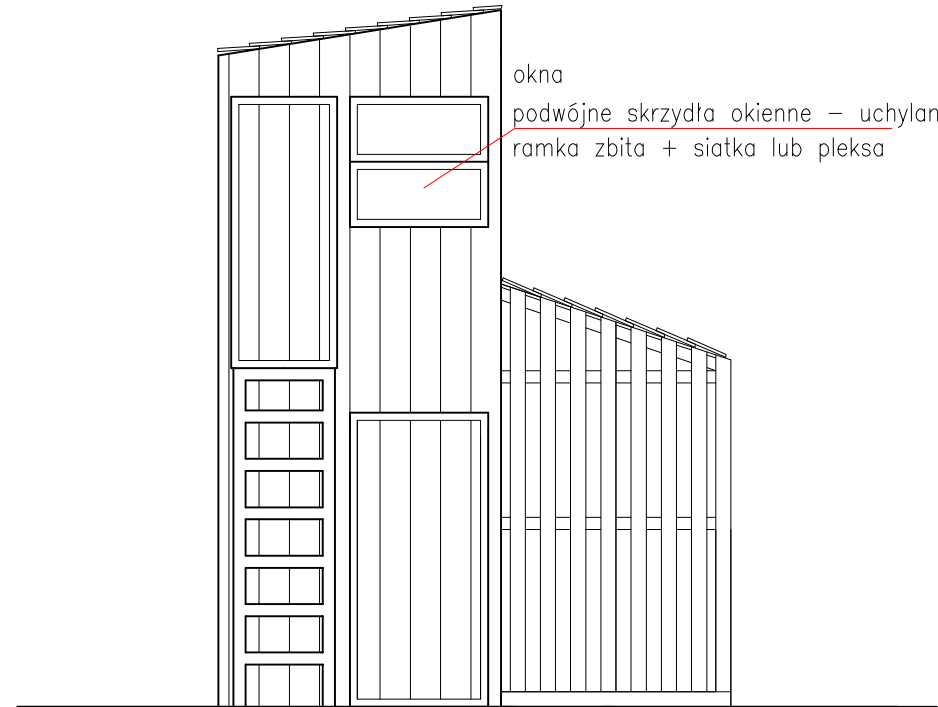 okna
podwójne skrzydła okienne – uchylan
ramka zbita + siatka lub pleksa